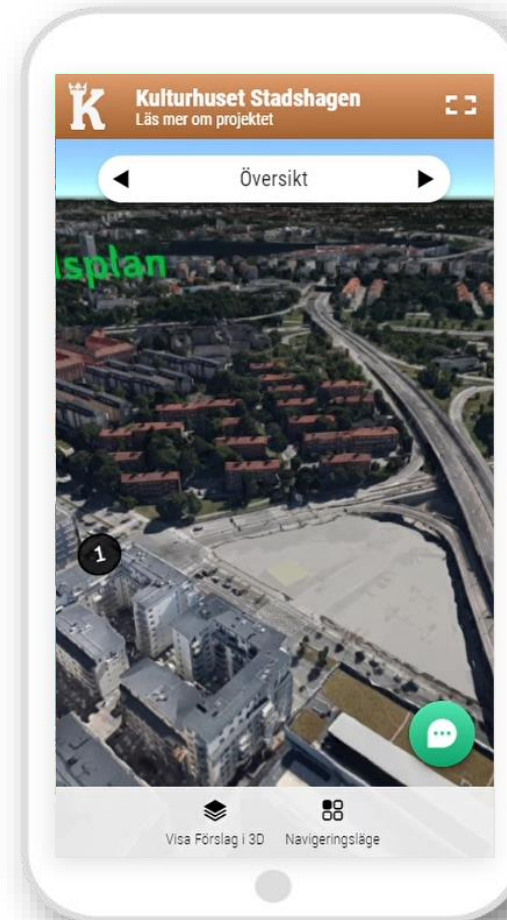 K
Kulturhuset Stadshagen
Läs mer om projektet
Översikt
splan
1
Visa Förslag i 3D
Navigeringsläge